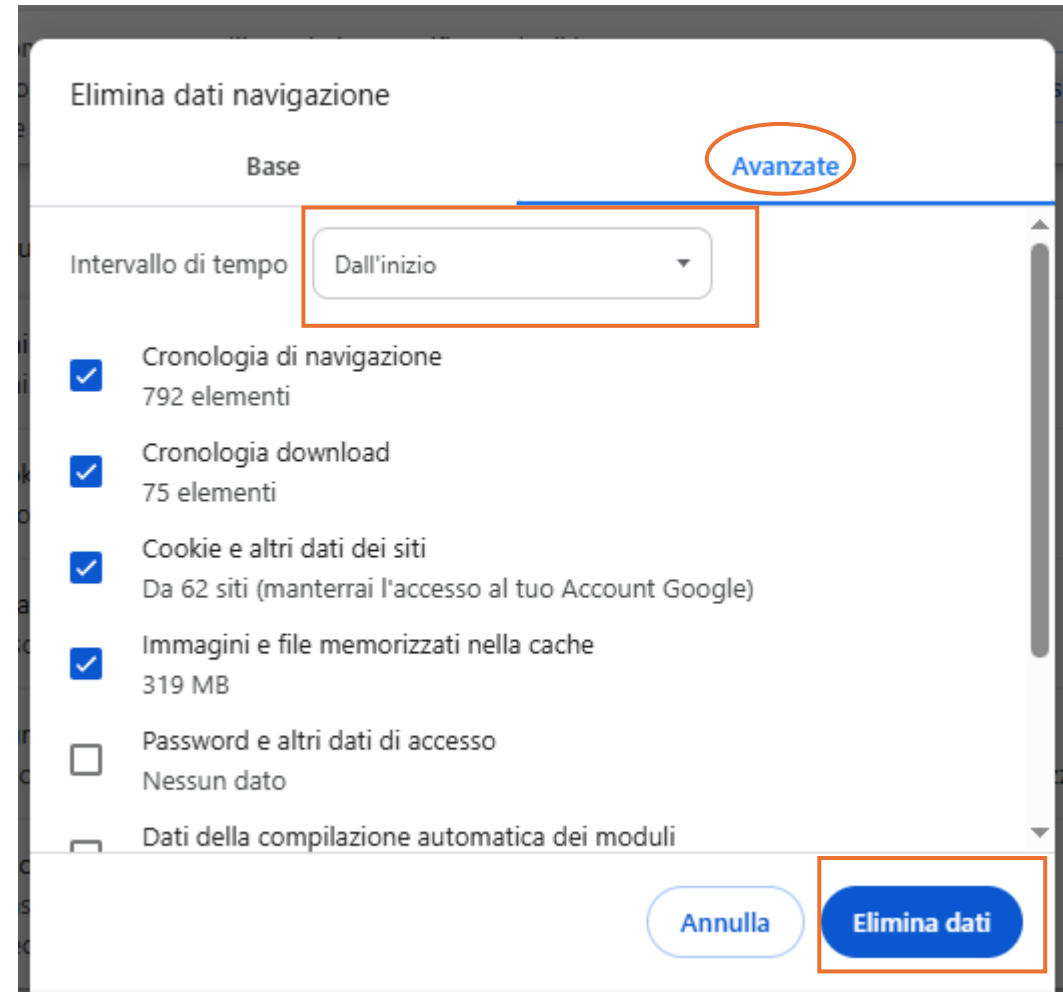 Elimina dati navigazione
Base
Avanzate
Intervallo di tempo
Dall'inizio
Cronologia di navigazione
792 elementi
Cronologia download
75 elementi
Cookie e altri dati dei siti
Da 62 siti (manterrai l'accesso al tuo Account Google)
Immagini e file memorizzati nella cache
319 MB
Password e altri dati di accesso
Nessun dato
Dati della compilazione automatica dei moduli
Annulla
Elimina dati